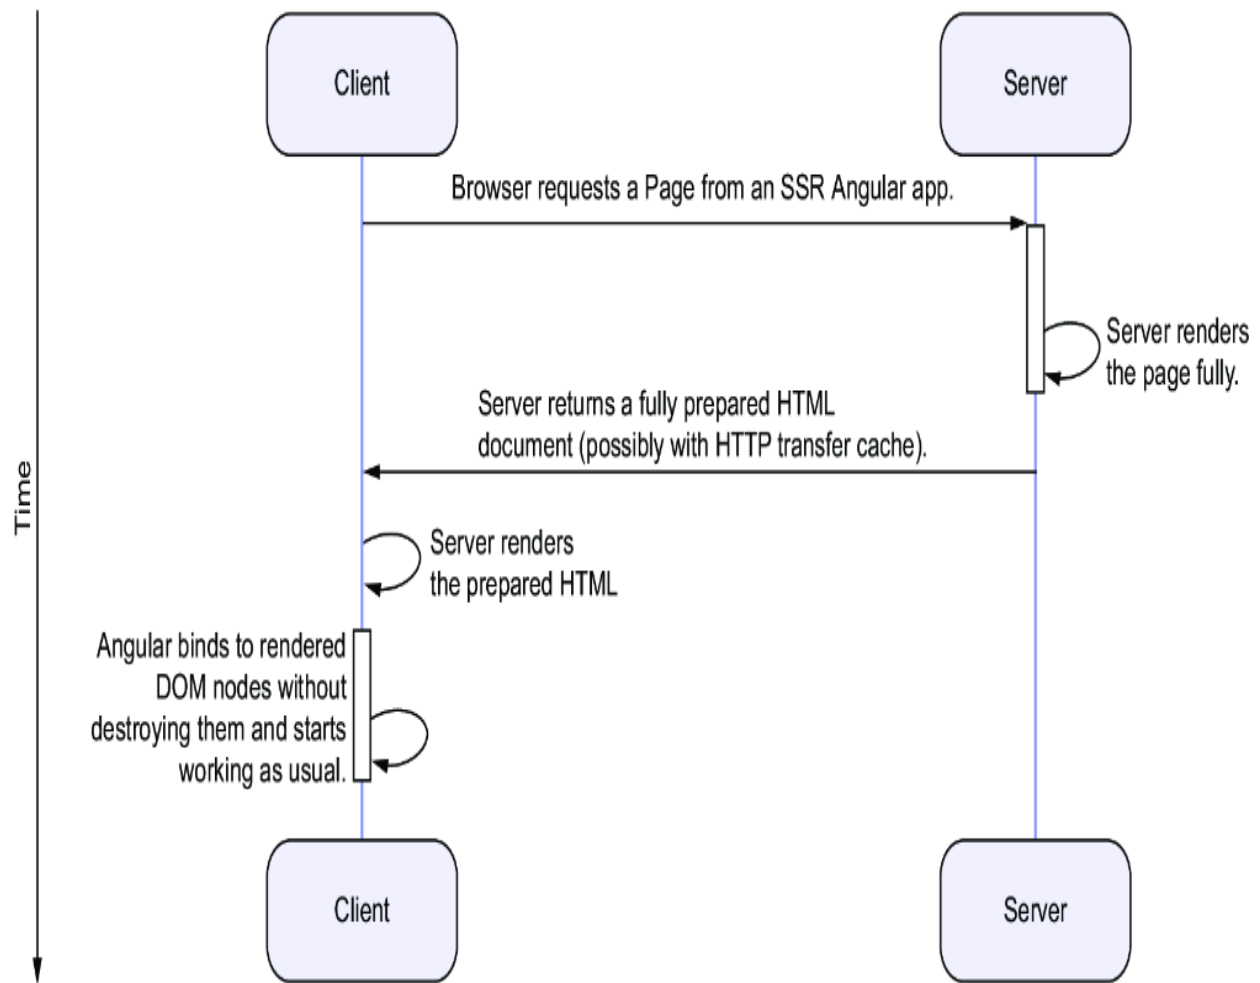 Client
Server
Browser requests a Page from an SSR Angular app.
Server renders
the page fully.
Server returns a fully prepared HTML
document (possibly with HTTP transfer cache).
Time
Server renders
the prepared HTML
Angular binds to rendered
DOM nodes without
destroying them and starts
working as usual.
Client
Server